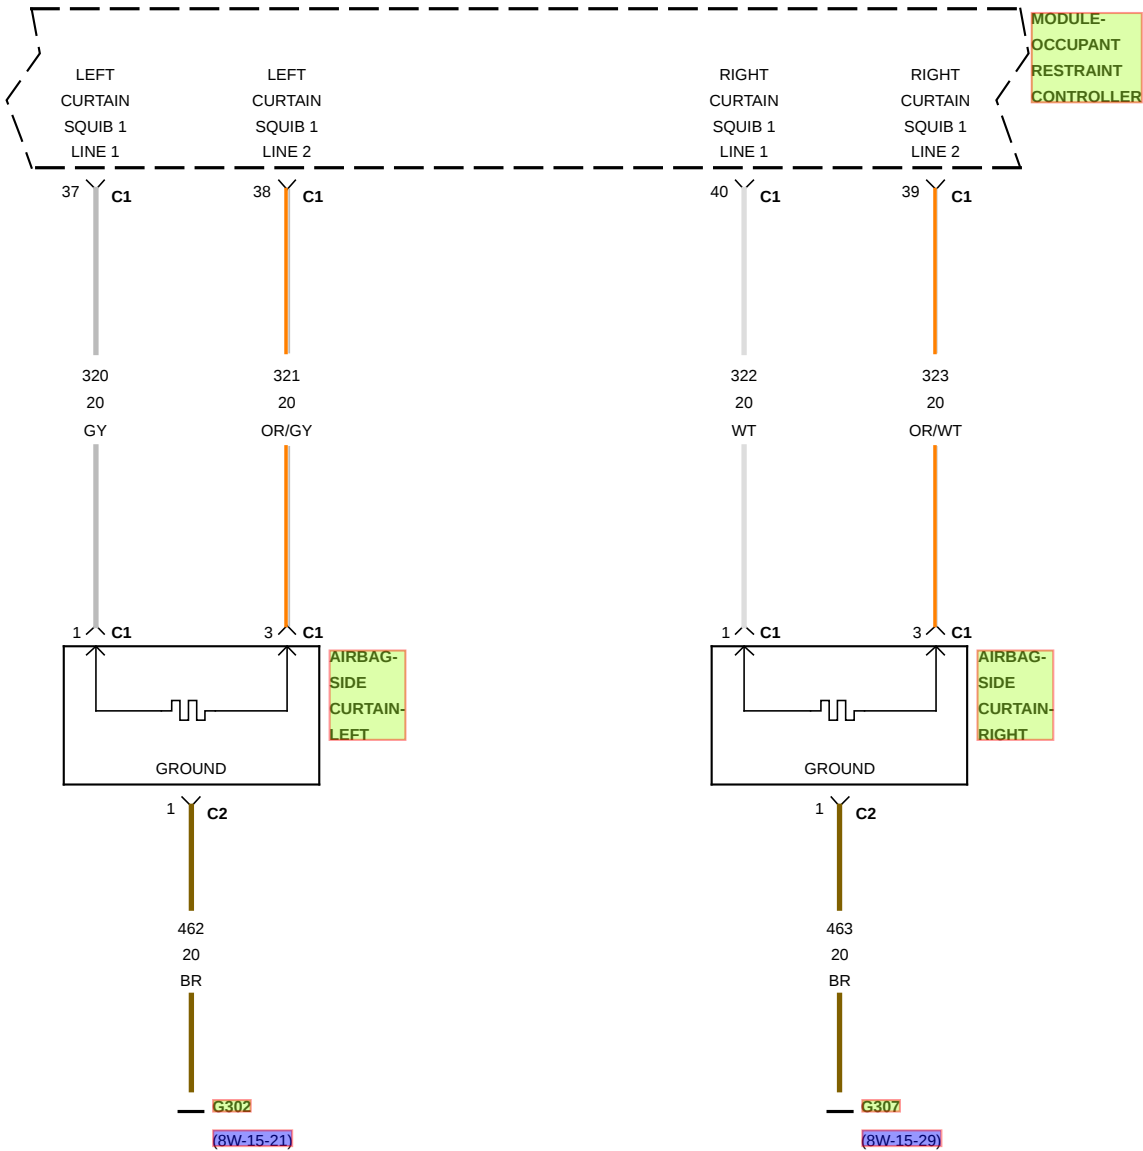 MODULE-
OCCUPANT
RESTRAINT
CONTROLLER
LEFT
CURTAIN
SQUIB 1
LINE 1
LEFT
CURTAIN
SQUIB 1
LINE 2
RIGHT
CURTAIN
SQUIB 1
LINE 1
RIGHT
CURTAIN
SQUIB 1
LINE 2
37 C1
38 C1
40 C1
39 C1
320
20
GY
321
20
OR/GY
322
20
WT
323
20
OR/WT
1 C1
3 C1
1 C1
3 C1
AIRBAG-
SIDE
CURTAIN-
LEFT
GROUND
AIRBAG-
SIDE
CURTAIN-
RIGHT
GROUND
1 C2
1 C2
462
20
BR
463
20
BR
G302
(8W-15-21)
G307
(8W-15-29)